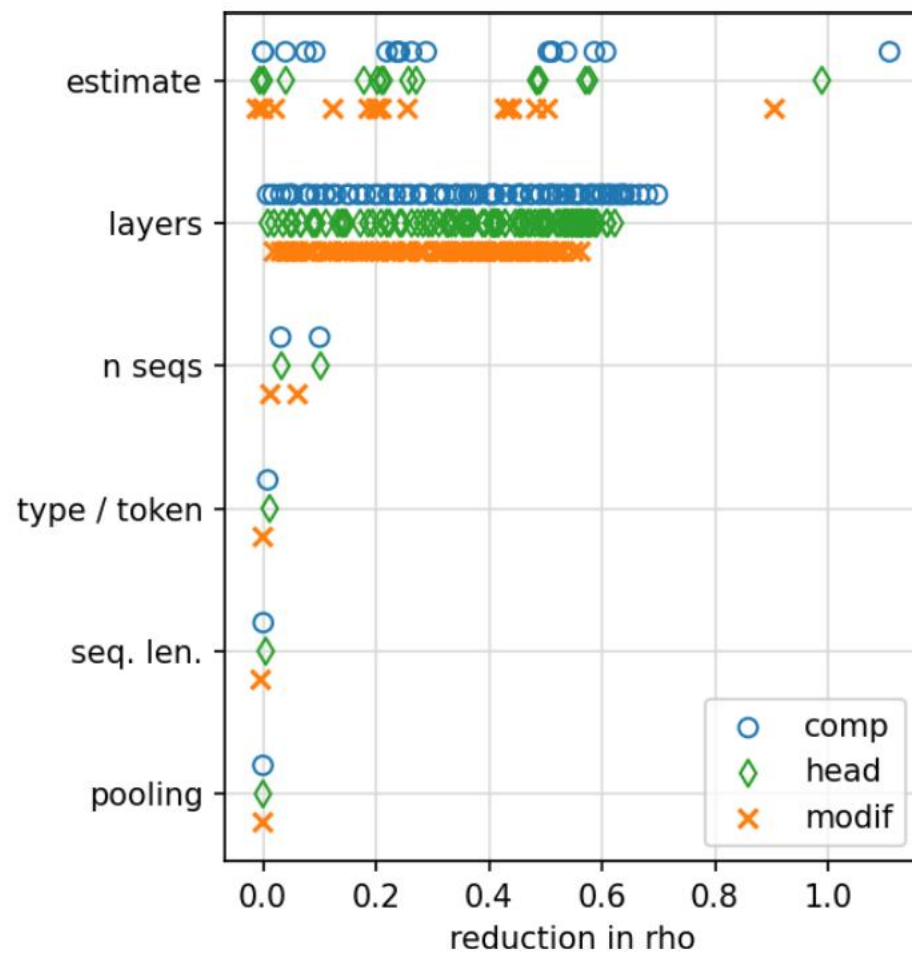 estimate
layers
n seqs
type / token
seq. len.
pooling
comp
head
modif
0.0 0.2 0.4 0.6 0.8 1.0
reduction in rho